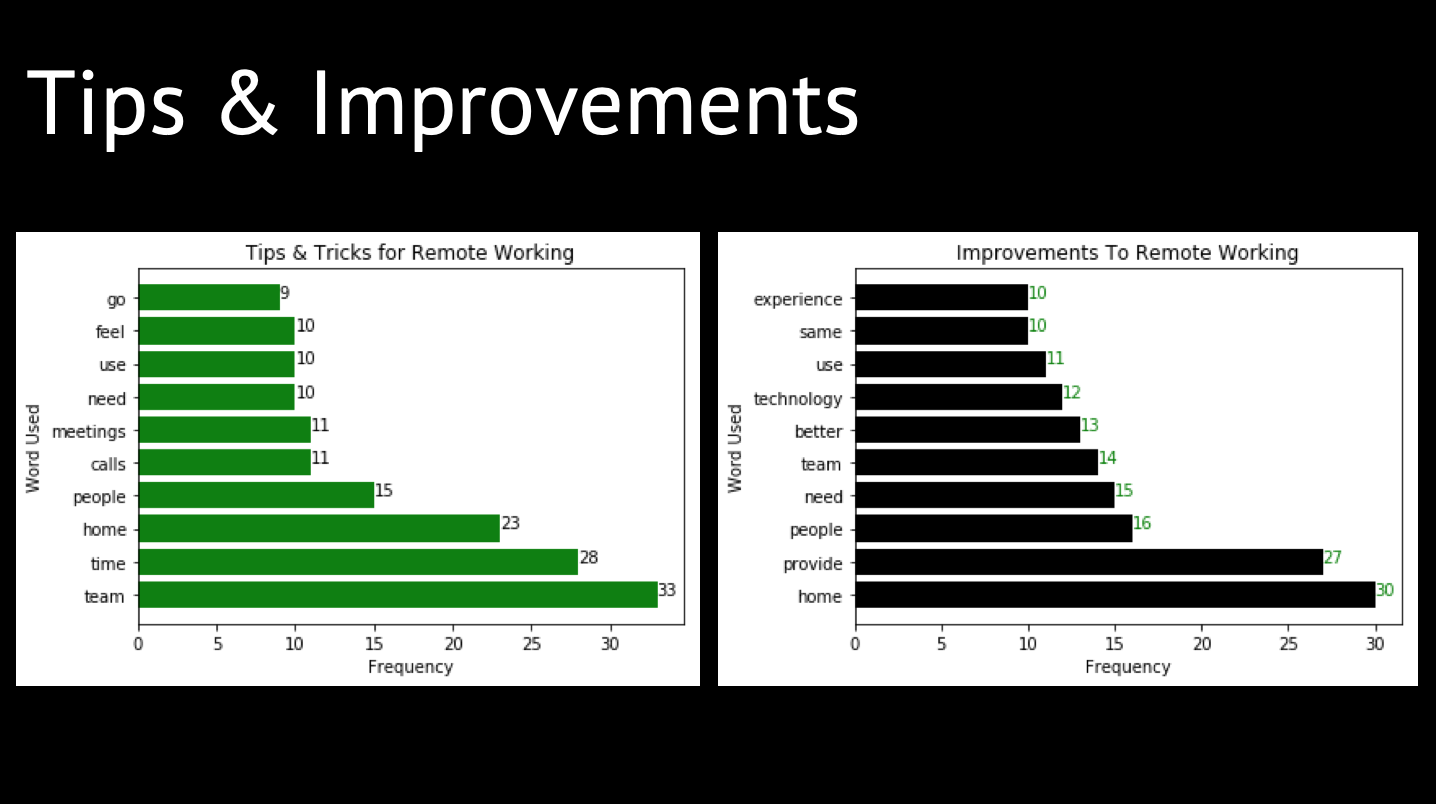 Tips & Improvements
Tips & Tricks for Remote Working
Word Used
go 9
feel 10
use 10
need 10
meetings 11
calls 11
people 15
home 23
time 28
team 33
0 5 10 15 20 25 30
Frequency
Improvements To Remote Working
Word Used
experience 10
same 10
use 11
technology 12
better 13
team 14
need 15
people 16
provide 27
home 30
0 5 10 15 20 25 30
Frequency